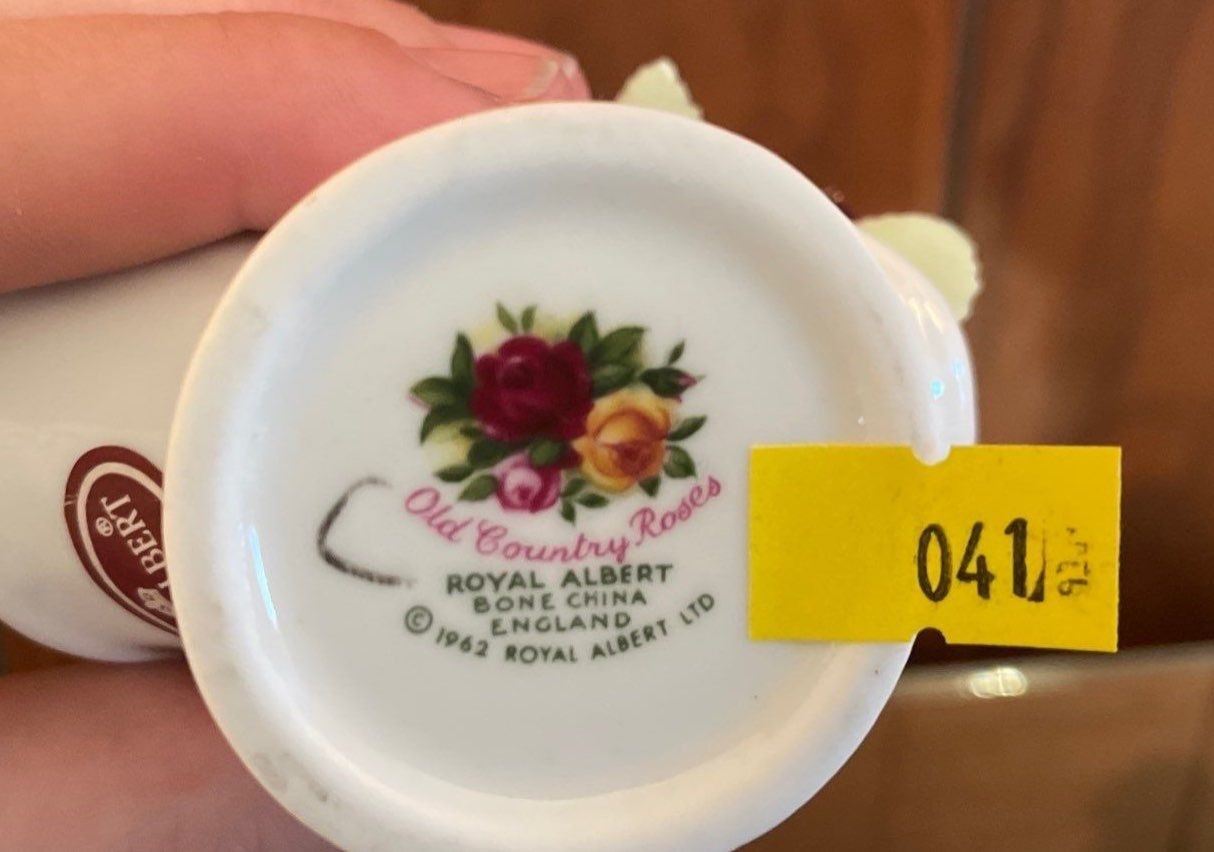 Old Country Roses
ROYAL ALBERT
BONE CHINA
ENGLAND
© 1962 ROYAL ALBERT LTD
041